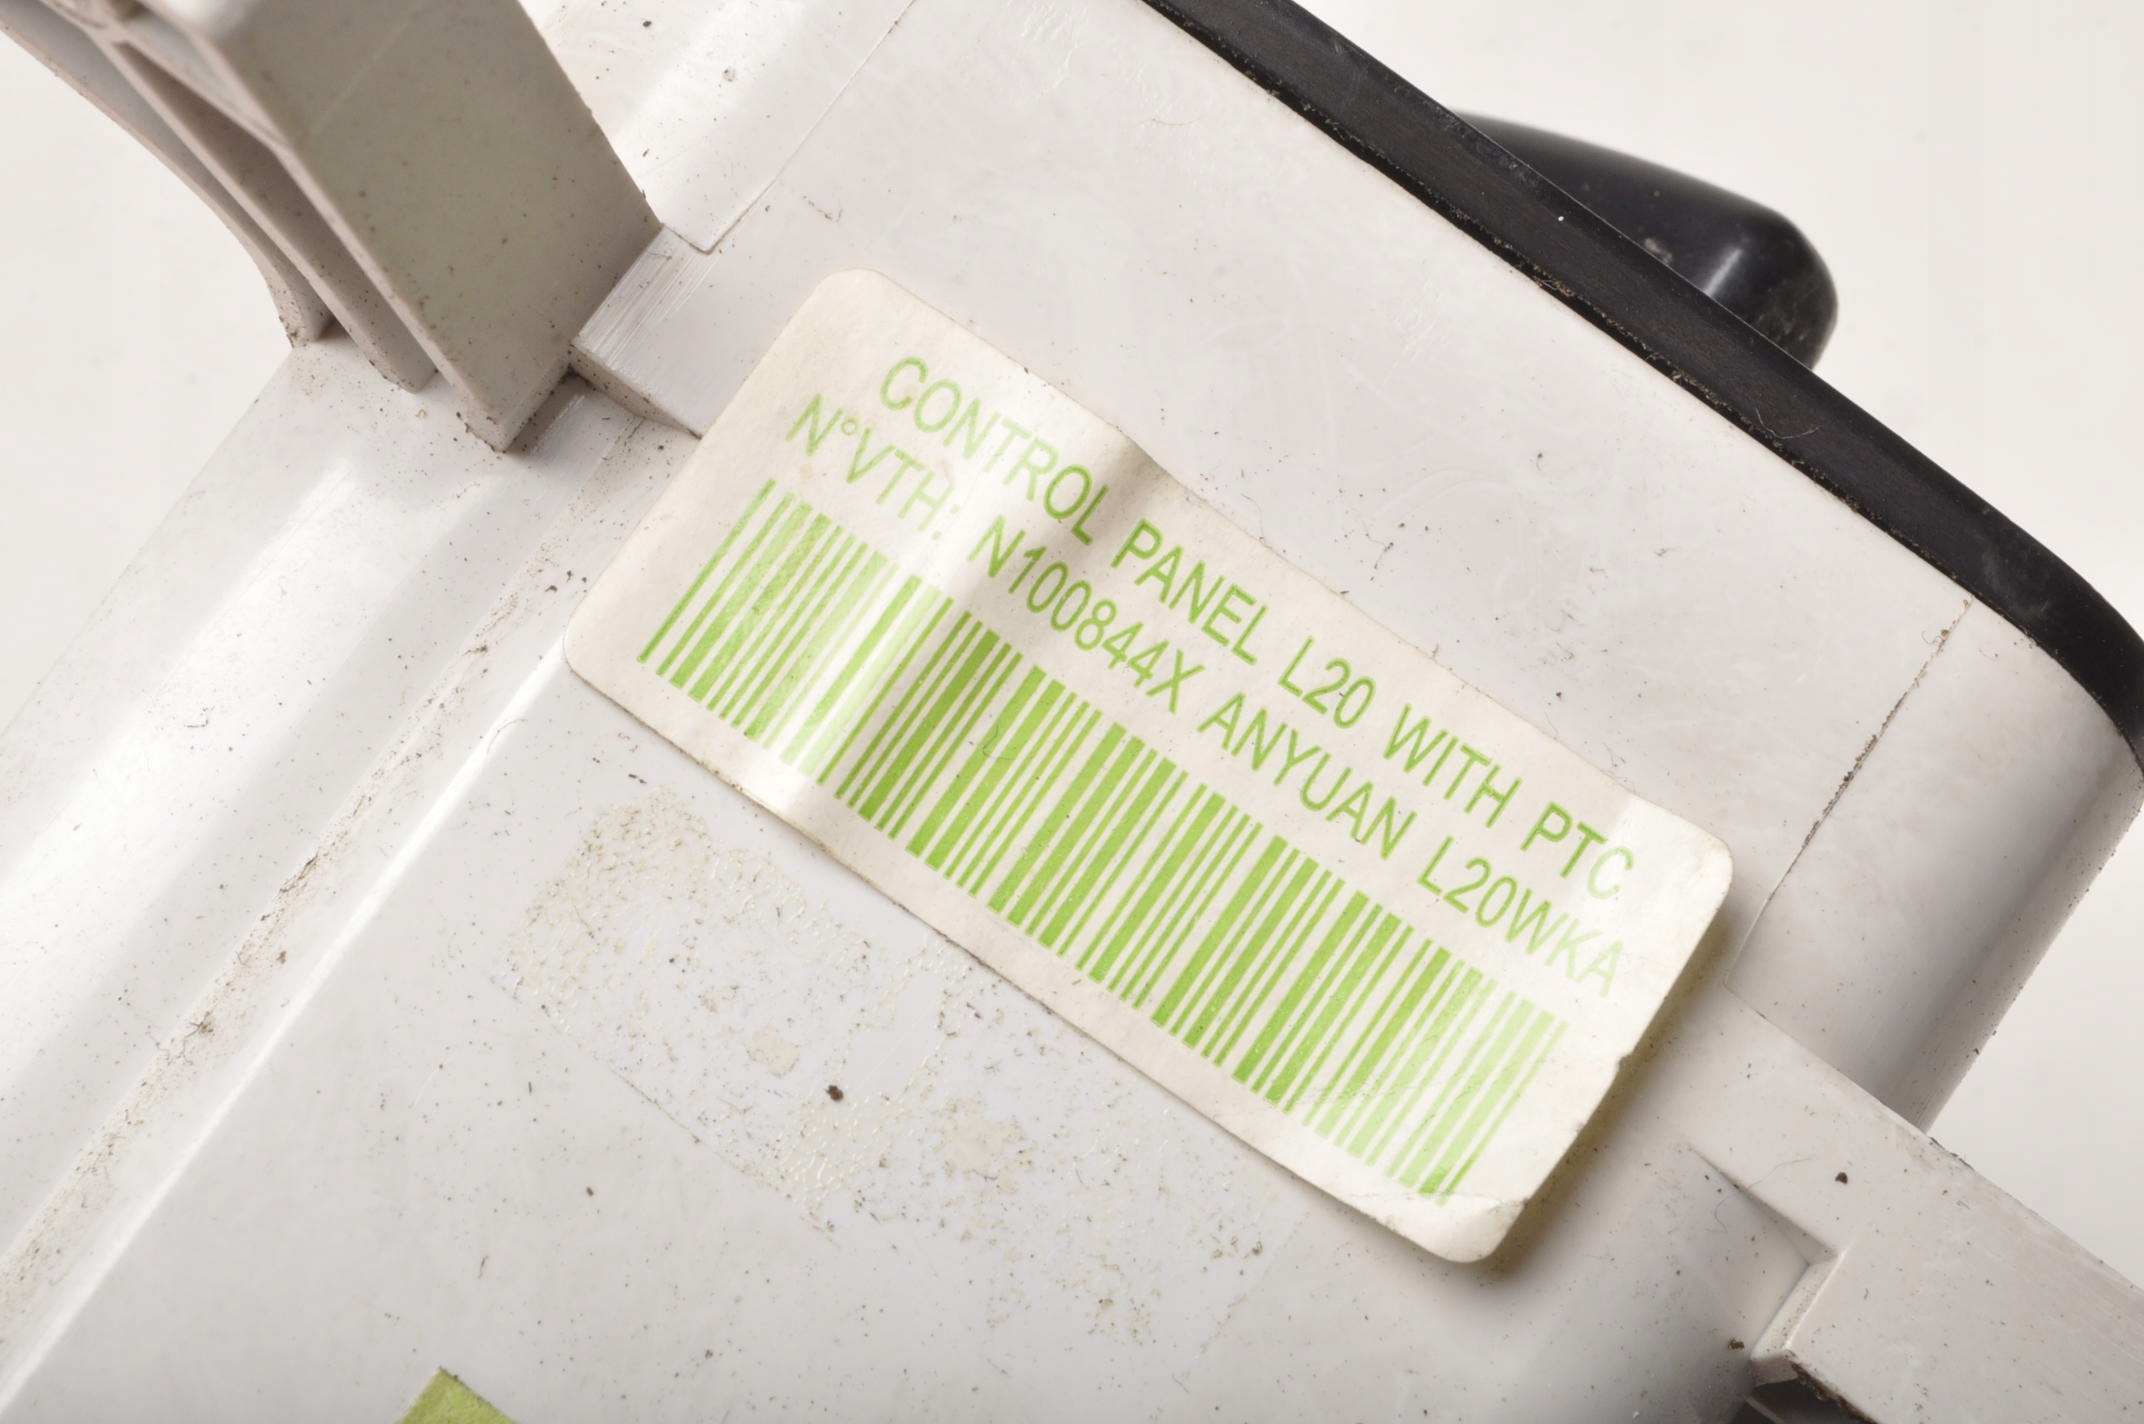 CONTROL PANEL L20 WITH PTC
N°VTH: N100844X ANYUAN L20WKA